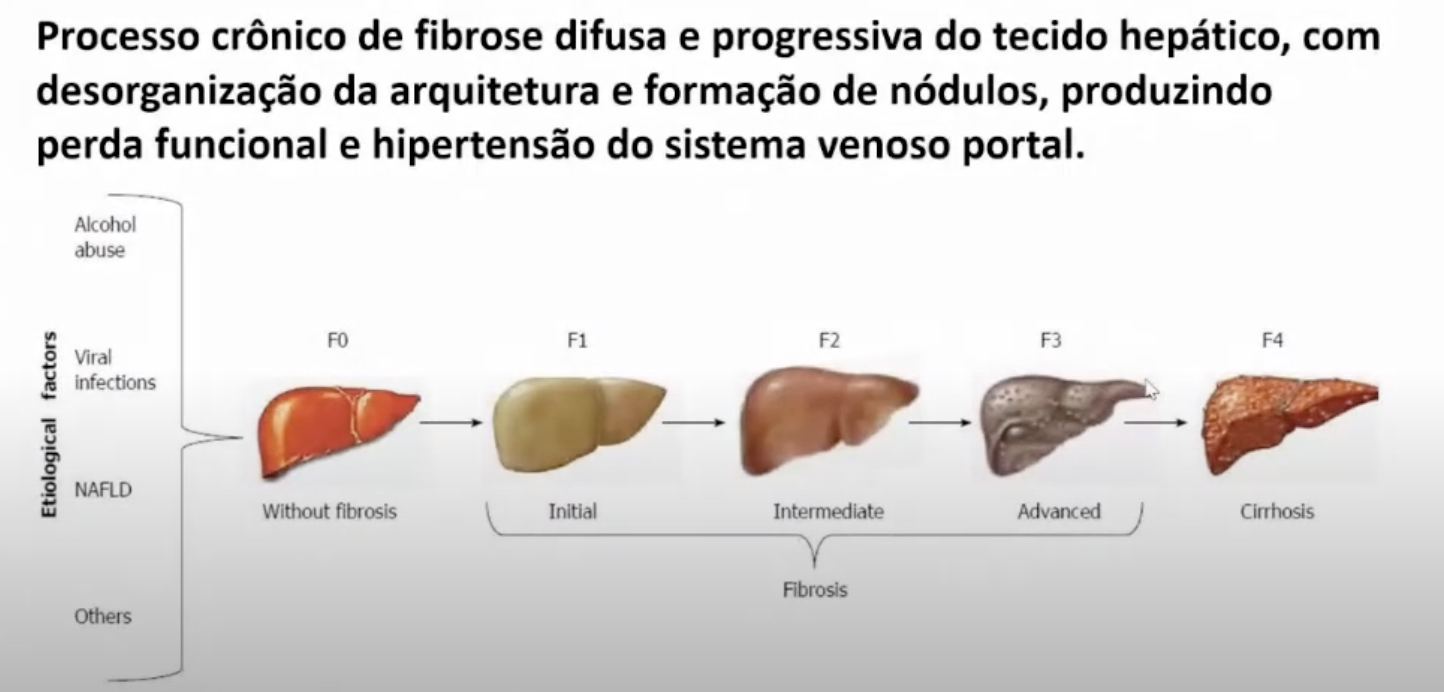 Processo crônico de fibrose difusa e progressiva do tecido hepático, com
desorganização da arquitetura e formação de nódulos, produzindo
perda funcional e hipertensão do sistema venoso portal.
Etiological factors
Alcohol
abuse
Viral
infections
NAFLD
Others
F0
F1
F2
F3
F4
Without fibrosis
Initial
Intermediate
Advanced
Cirrhosis
Fibrosis